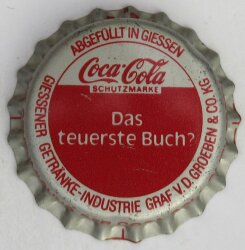 ABGEFÜLLT IN GIESSEN
Coca-Cola
SCHUTZMARKE
Das
teuerste Buch?
GIESSENER GETRÄNKE-INDUSTRIE GRAF V.D. GROEBEN & CO. KG